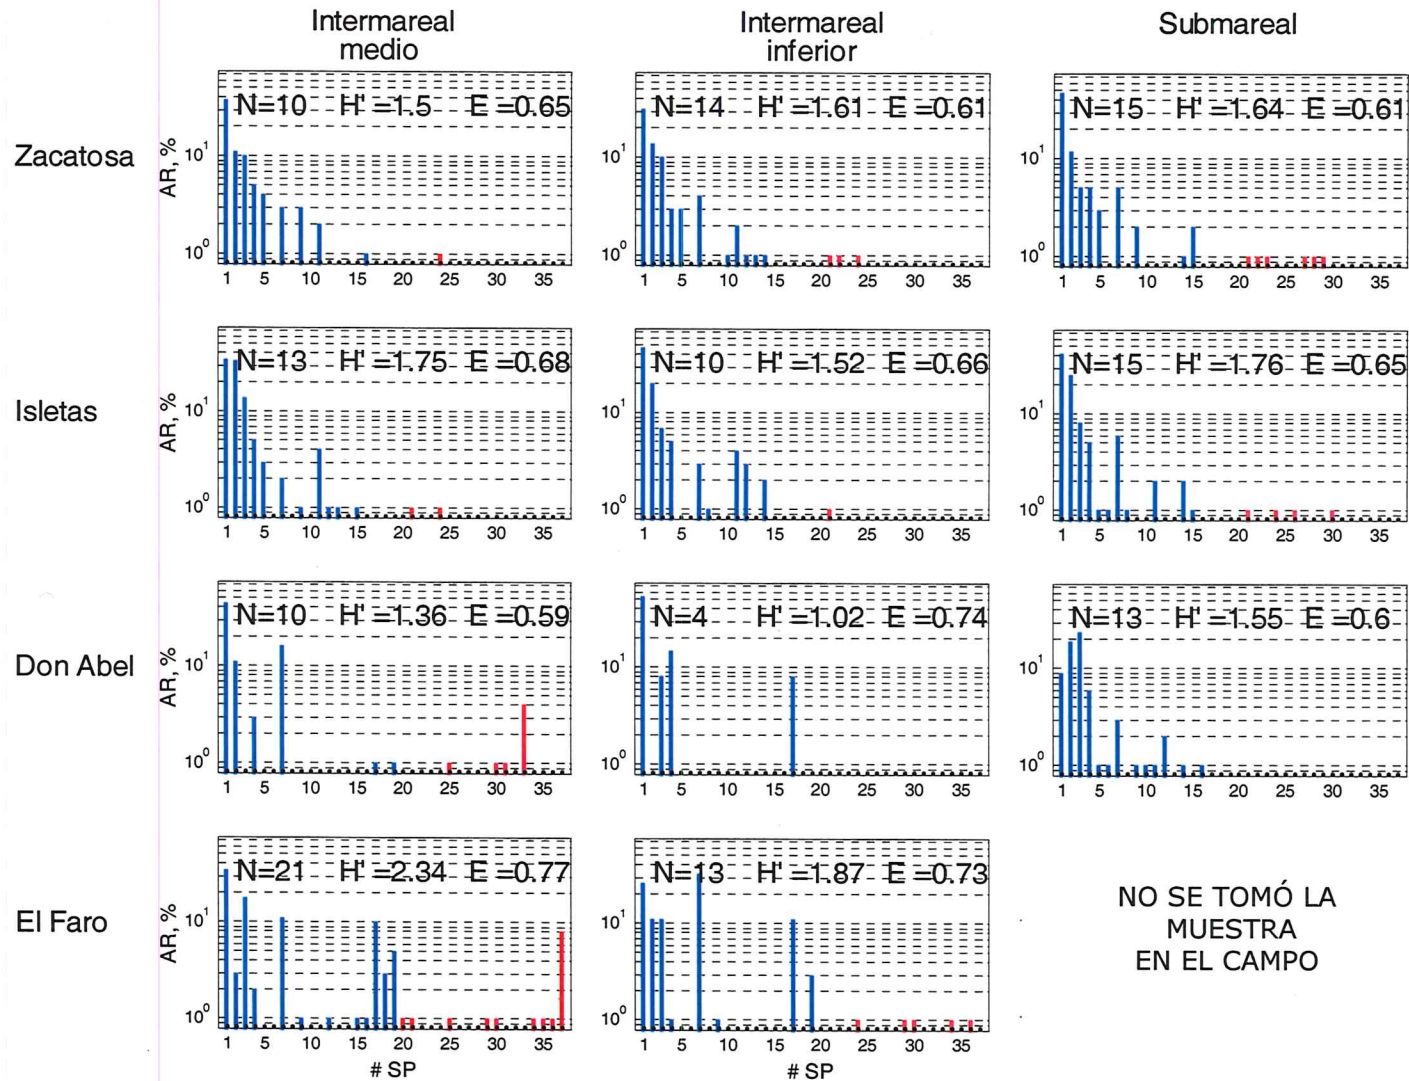 Intermareal
medio
Intermareal
inferior
Submareal
Zacatosa
AR, %
N=10 H' =1.5 E =0.65
10¹
10⁰
1 5 10 15 20 25 30 35
N=14 H' =1.61 E =0.61
10¹
10⁰
1 5 10 15 20 25 30 35
N=15 H' =1.64 E =0.61
10¹
10⁰
1 5 10 15 20 25 30 35
Isletas
AR, %
N=13 H' =1.75 E =0.68
10¹
10⁰
1 5 10 15 20 25 30 35
N=10 H' =1.52 E =0.66
10¹
10⁰
1 5 10 15 20 25 30 35
N=15 H' =1.76 E =0.65
10¹
10⁰
1 5 10 15 20 25 30 35
Don Abel
AR, %
N=10 H' =1.36 E =0.59
10¹
10⁰
1 5 10 15 20 25 30 35
N=4 H' =1.02 E =0.74
10¹
10⁰
1 5 10 15 20 25 30 35
N=13 H' =1.55 E =0.6
10¹
10⁰
1 5 10 15 20 25 30 35
El Faro
AR, %
N=21 H' =2.34 E =0.77
10¹
10⁰
1 5 10 15 20 25 30 35
# SP
N=13 H' =1.87 E =0.73
10¹
10⁰
1 5 10 15 20 25 30 35
# SP
NO SE TOMÓ LA
MUESTRA
EN EL CAMPO